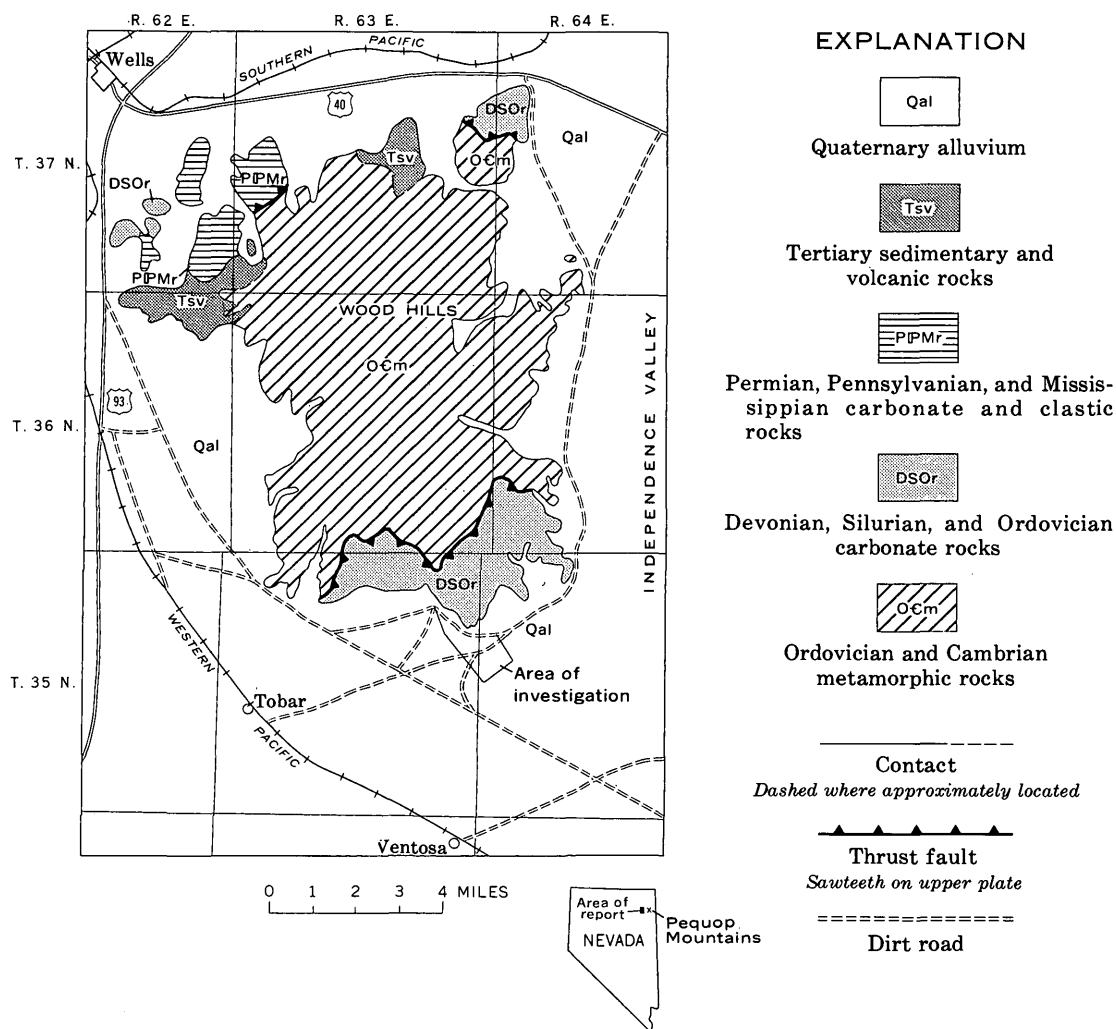 R. 62 E.
R. 63 E.
R. 64 E.
EXPLANATION
Wells
SOUTHERN
PACIFIC
40
DSOr
Qal
T. 37 N.
Tsv
OꞒm
PIPMr
DSOr
PIPMr
Tsv
WOOD HILLS
OꞒm
93
T. 36 N.
Qal
INDEPENDENCE VALLEY
DSOr
Qal
WESTERN
PACIFIC
T. 35 N.
Area of
investigation
Tobar
Ventosa
0 1 2 3 4 MILES
Area of
report
NEVADA
Pequop
Mountains
Qal
Quaternary alluvium
Tsv
Tertiary sedimentary and
volcanic rocks
PIPMr
Permian, Pennsylvanian, and Missis-
sippian carbonate and clastic
rocks
DSOr
Devonian, Silurian, and Ordovician
carbonate rocks
OꞒm
Ordovician and Cambrian
metamorphic rocks
Contact
Dashed where approximately located
Thrust fault
Sawteeth on upper plate
Dirt road